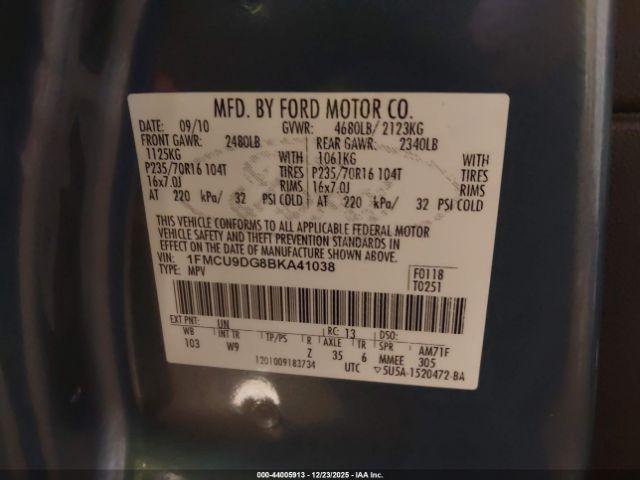 MFD. BY FORD MOTOR CO.
DATE: 09/10 GVWR: 4680LB/ 2123KG
FRONT GAWR: 2480LB REAR GAWR: 2340LB
1125KG WITH 1061KG WITH
P235/70R16 104T TIRES P235/70R16 104T TIRES
16x7.0J RIMS 16x7.0J RIMS
AT 220 kPa/ 32 PSI COLD AT 220 kPa/ 32 PSI COLD
THIS VEHICLE CONFORMS TO ALL APPLICABLE FEDERAL MOTOR
VEHICLE SAFETY AND THEFT PREVENTION STANDARDS IN
EFFECT ON THE DATE OF MANUFACTURE SHOWN ABOVE.
VIN: 1FMCU9DG8BKA41038
TYPE: MPV
F0118
T0251
EXT PNT: UN RC: 13 DSO:
WB INT TR TP/PS R AXLE TR SPR AM71F
103 W9 Z 35 6 MMEE 305
1201009183734 UTC ▽5U5A-1520472-BA
000-44005913 - 12/23/2025 - IAA Inc.